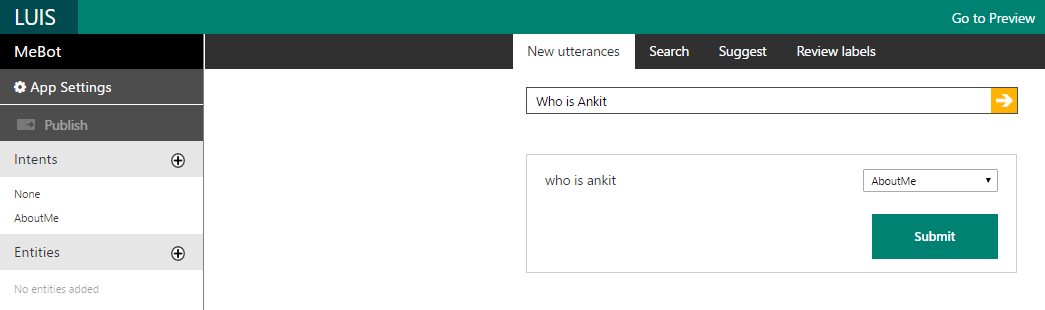 LUIS
Go to Preview
MeBot
New utterances
Search
Suggest
Review labels
App Settings
Publish
Intents
None
AboutMe
Entities
No entities added
Who is Ankit
who is ankit
AboutMe
Submit